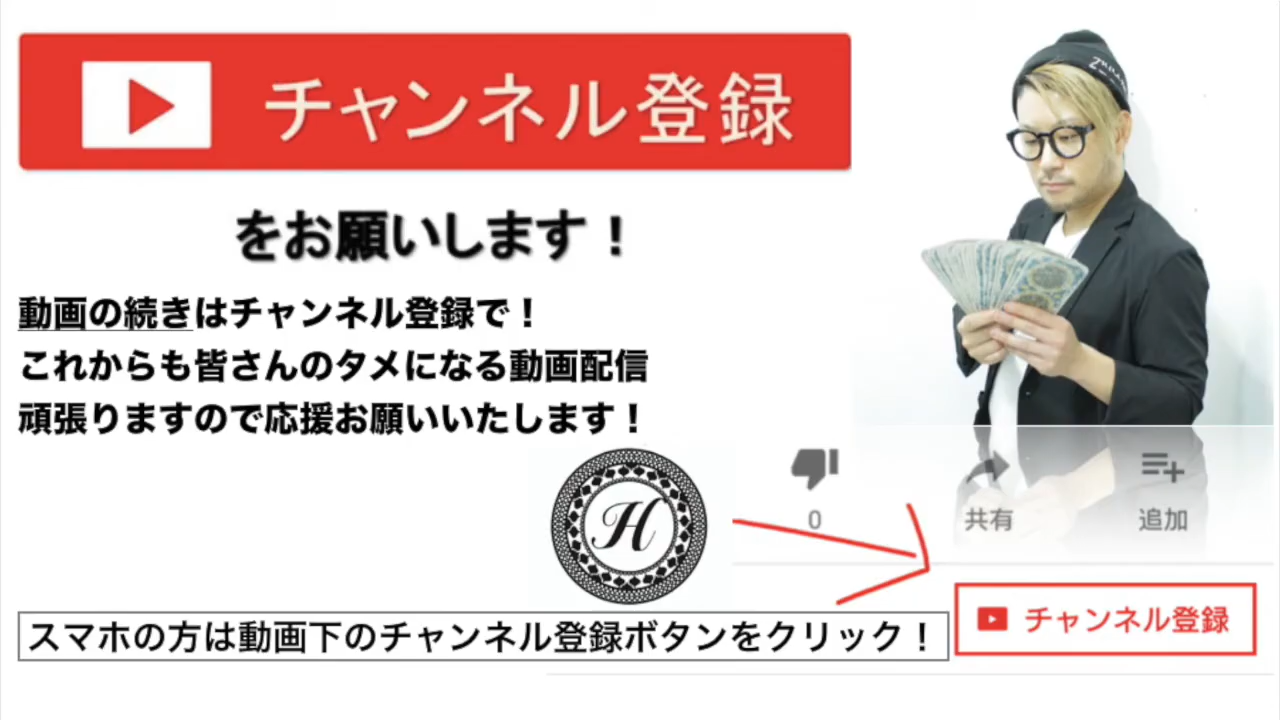 チャンネル登録
をお願いします！
動画の続きはチャンネル登録で！
これからも皆さんのタメになる動画配信
頑張りますので応援お願いいたします！
H
0
共有
追加
スマホの方は動画下のチャンネル登録ボタンをクリック！
チャンネル登録